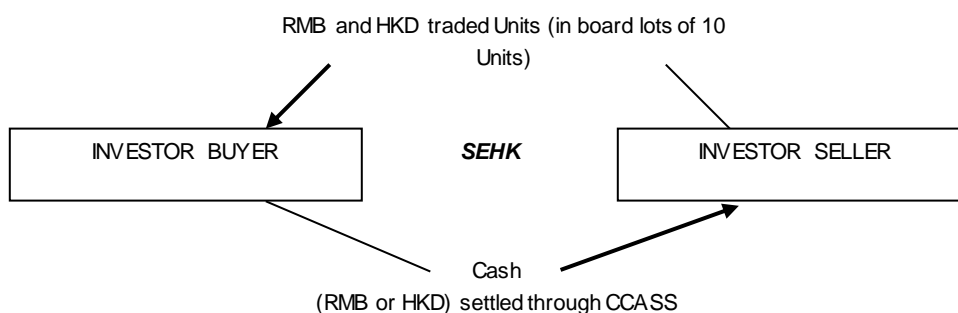 RMB and HKD traded Units (in board lots of 10
Units)
INVESTOR BUYER
SEHK
INVESTOR SELLER
Cash
(RMB or HKD) settled through CCASS